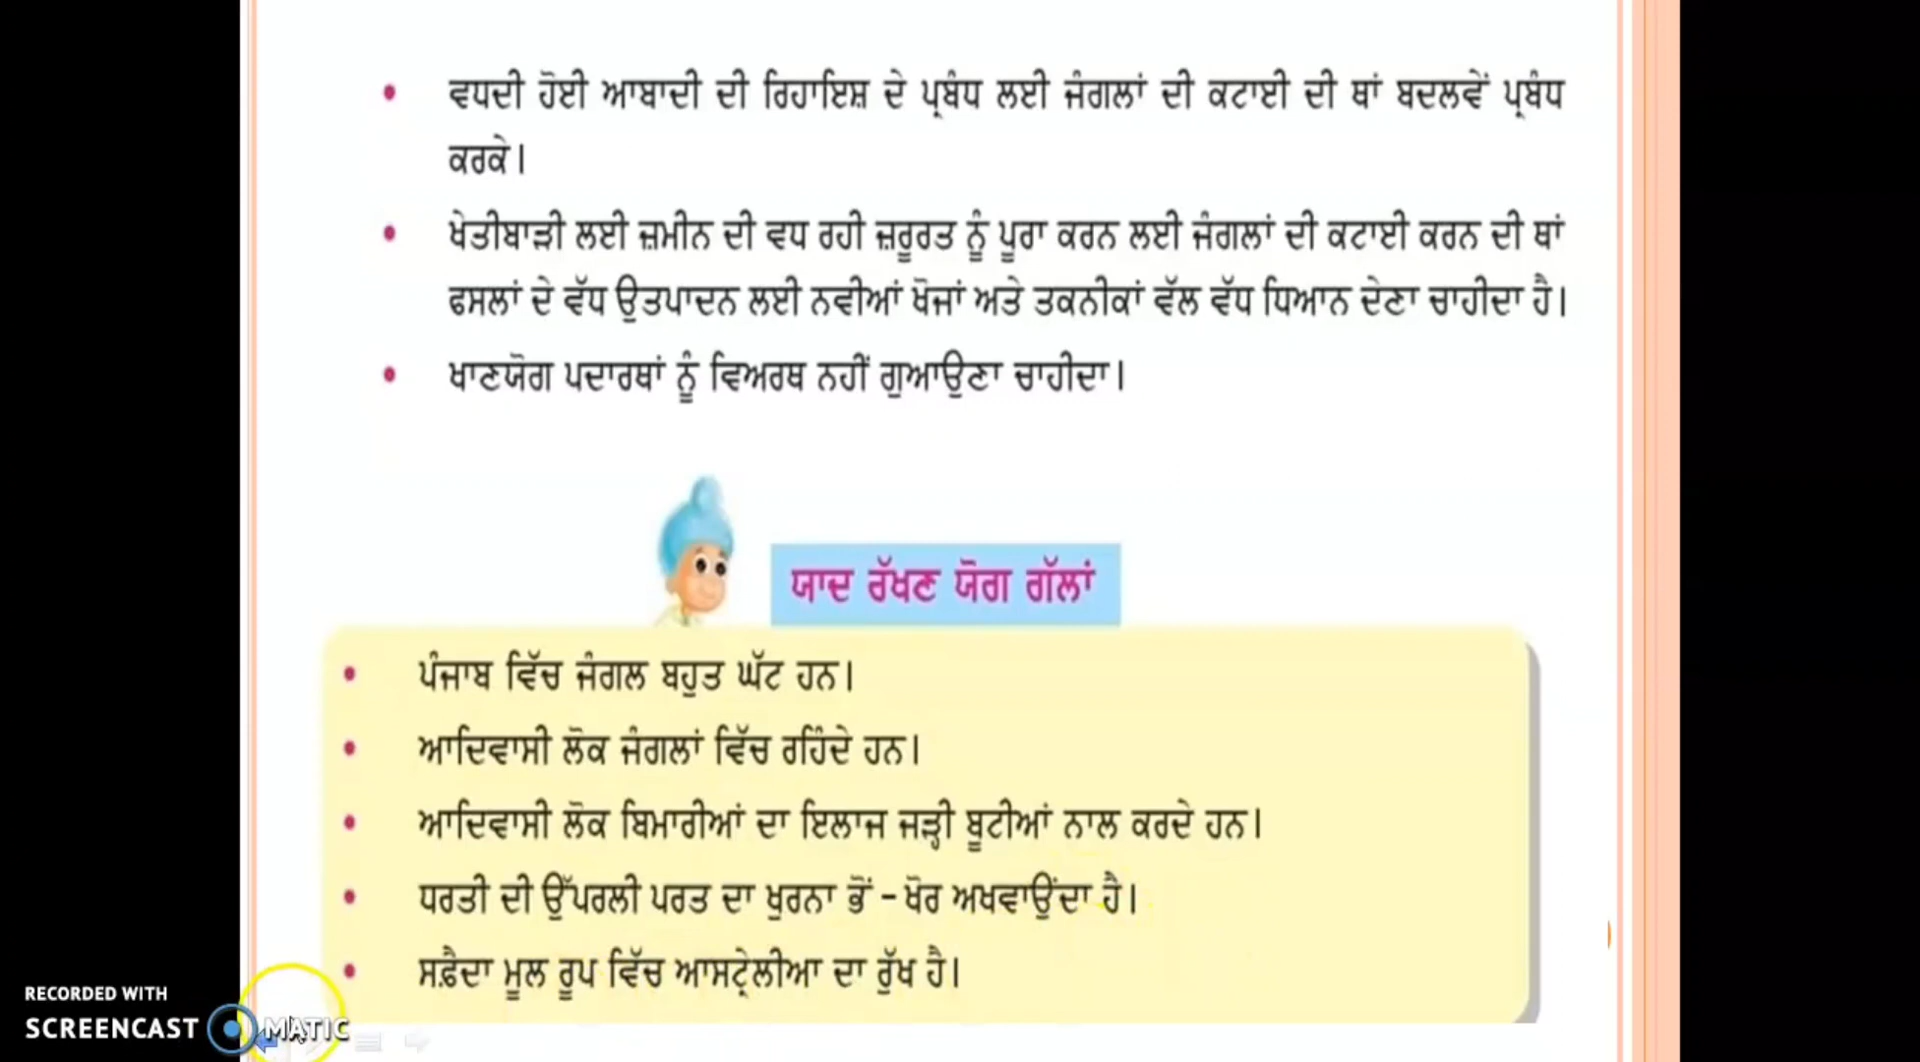 • ਵਧਦੀ ਹੋਈ ਆਬਾਦੀ ਦੀ ਰਿਹਾਇਸ਼ ਦੇ ਪ੍ਰਬੰਧ ਲਈ ਜੰਗਲਾਂ ਦੀ ਕਟਾਈ ਦੀ ਥਾਂ ਬਦਲਵੇਂ ਪ੍ਰਬੰਧ
ਕਰਕੇ।
• ਖੇਤੀਬਾੜੀ ਲਈ ਜ਼ਮੀਨ ਦੀ ਵਧ ਰਹੀ ਜ਼ਰੂਰਤ ਨੂੰ ਪੂਰਾ ਕਰਨ ਲਈ ਜੰਗਲਾਂ ਦੀ ਕਟਾਈ ਕਰਨ ਦੀ ਥਾਂ
ਫਸਲਾਂ ਦੇ ਵੱਧ ਉਤਪਾਦਨ ਲਈ ਨਵੀਆਂ ਖੋਜਾਂ ਅਤੇ ਤਕਨੀਕਾਂ ਵੱਲ ਵੱਧ ਧਿਆਨ ਦੇਣਾ ਚਾਹੀਦਾ ਹੈ।
• ਖਾਣਯੋਗ ਪਦਾਰਥਾਂ ਨੂੰ ਵਿਅਰਥ ਨਹੀਂ ਗੁਆਉਣਾ ਚਾਹੀਦਾ।
ਯਾਦ ਰੱਖਣ ਯੋਗ ਗੱਲਾਂ
• ਪੰਜਾਬ ਵਿੱਚ ਜੰਗਲ ਬਹੁਤ ਘੱਟ ਹਨ।
• ਆਦਿਵਾਸੀ ਲੋਕ ਜੰਗਲਾਂ ਵਿੱਚ ਰਹਿੰਦੇ ਹਨ।
• ਆਦਿਵਾਸੀ ਲੋਕ ਬਿਮਾਰੀਆਂ ਦਾ ਇਲਾਜ ਜੜ੍ਹੀ ਬੂਟੀਆਂ ਨਾਲ ਕਰਦੇ ਹਨ।
• ਧਰਤੀ ਦੀ ਉੱਪਰਲੀ ਪਰਤ ਦਾ ਖੁਰਨਾ ਭੋਂ - ਖੋਰ ਅਖਵਾਉਂਦਾ ਹੈ।
• ਸਫ਼ੈਦਾ ਮੂਲ ਰੂਪ ਵਿੱਚ ਆਸਟ੍ਰੇਲੀਆ ਦਾ ਰੁੱਖ ਹੈ।
RECORDED WITH
SCREENCAST MATIC